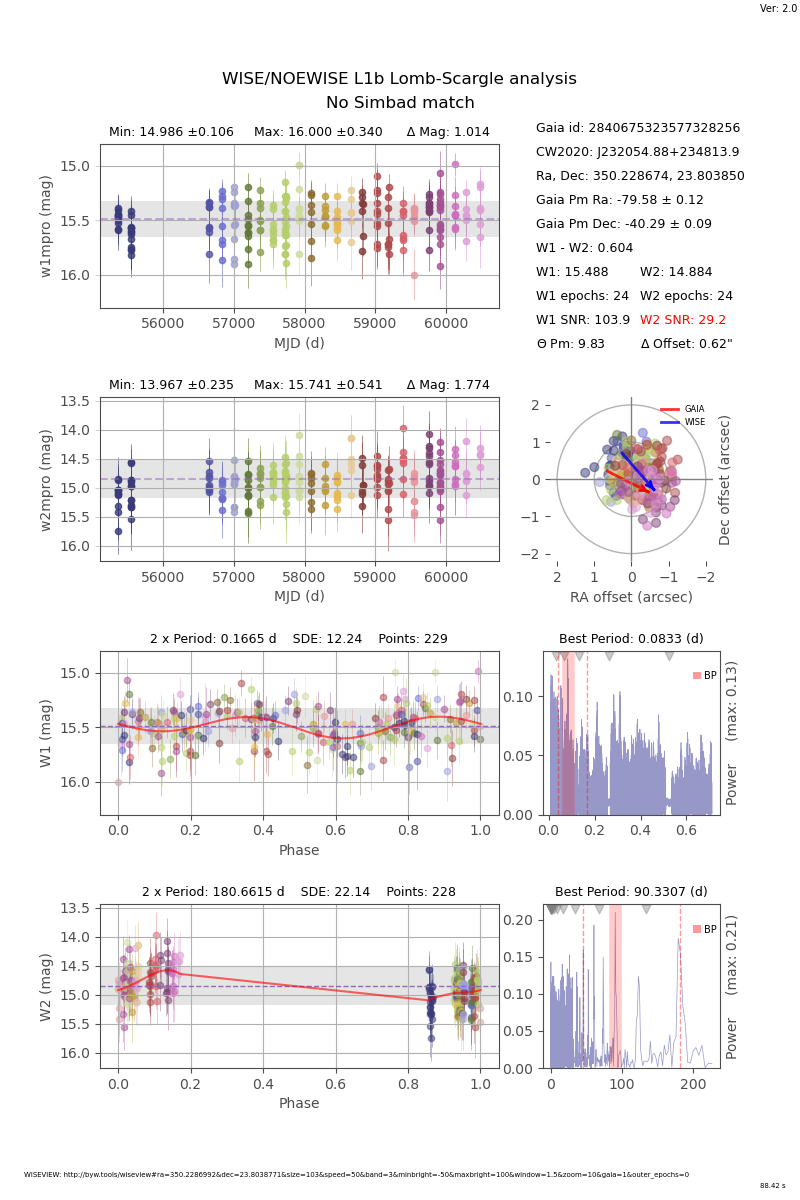 Ver: 2.0
WISE/NOEWISE L1b Lomb-Scargle analysis
No Simbad match
Min: 14.986 ±0.106 Max: 16.000 ±0.340 Δ Mag: 1.014
15.0
15.5
16.0
w1mpro (mag)
56000 57000 58000 59000 60000
MJD (d)
Gaia id: 2840675323577328256
CW2020: J232054.88+234813.9
Ra, Dec: 350.228674, 23.803850
Gaia Pm Ra: -79.58 ± 0.12
Gaia Pm Dec: -40.29 ± 0.09
W1 - W2: 0.604
W1: 15.488 W2: 14.884
W1 epochs: 24 W2 epochs: 24
W1 SNR: 103.9 W2 SNR: 29.2
Θ Pm: 9.83 Δ Offset: 0.62"
Min: 13.967 ±0.235 Max: 15.741 ±0.541 Δ Mag: 1.774
13.5
14.0
14.5
15.0
15.5
16.0
w2mpro (mag)
56000 57000 58000 59000 60000
MJD (d)
GAIA
WISE
2
1
0
−1
−2
Dec offset (arcsec)
2 1 0 −1 −2
RA offset (arcsec)
2 x Period: 0.1665 d SDE: 12.24 Points: 229
15.0
15.5
16.0
W1 (mag)
0.0 0.2 0.4 0.6 0.8 1.0
Phase
Best Period: 0.0833 (d)
BP
0.10
0.05
0.00
Power (max: 0.13)
0.0 0.2 0.4 0.6
2 x Period: 180.6615 d SDE: 22.14 Points: 228
13.5
14.0
14.5
15.0
15.5
16.0
W2 (mag)
0.0 0.2 0.4 0.6 0.8 1.0
Phase
Best Period: 90.3307 (d)
BP
0.20
0.15
0.10
0.05
0.00
Power (max: 0.21)
0 100 200
WISEVIEW: http://byw.tools/wiseview#ra=350.2286992&dec=23.8038771&size=103&speed=50&band=3&minbright=-50&maxbright=100&window=1.5&zoom=10&gaia=1&outer_epochs=0
88.42 s